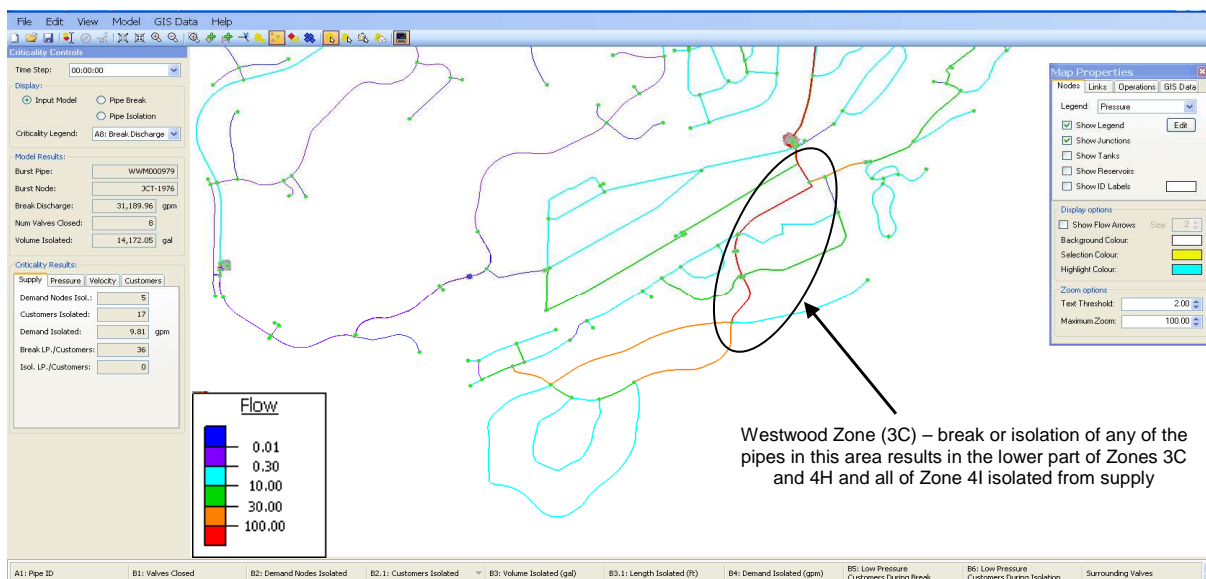 File Edit View Model GIS Data Help
Criticality Controls
Time Step: 00:00:00
Display:
Input Model Pipe Break
Pipe Isolation
Criticality Legend: A8: Break Discharge
Model Results:
Burst Pipe: WWM000979
Burst Node: JCT-1976
Break Discharge: 31,189.96 gpm
Num Valves Closed: 8
Volume Isolated: 14,172.05 gal
Criticality Results:
Supply Pressure Velocity Customers
Demand Nodes Isol.: 5
Customers Isolated: 17
Demand Isolated: 9.81 gpm
Break LP./Customers: 36
Isol. LP./Customers: 0
Flow
0.01
0.30
10.00
30.00
100.00
Map Properties
Nodes Links Operations GIS Data
Legend: Pressure
Show Legend Edit
Show Junctions
Show Tanks
Show Reservoirs
Show ID Labels
Display options
Show Flow Arrows Size: 2
Background Colour:
Selection Colour:
Highlight Colour:
Zoom options
Text Threshold: 2.00
Maximum Zoom: 100.00
Westwood Zone (3C) – break or isolation of any of the
pipes in this area results in the lower part of Zones 3C
and 4H and all of Zone 4I isolated from supply
A1: Pipe ID B1: Valves Closed B2: Demand Nodes Isolated B2.1: Customers Isolated B3: Volume Isolated (gal) B3.1: Length Isolated (ft) B4: Demand Isolated (gpm) B5: Low Pressure Customers During Break B6: Low Pressure Customers During Isolation Surrounding Valves